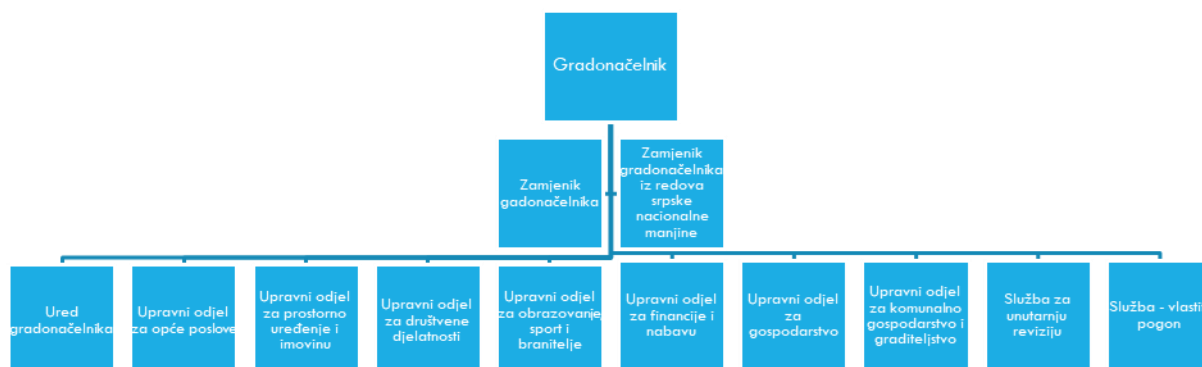 Gradonačelnik
Zamjenik
gadonačelnika
Zamjenik
gradonačelnika
iz redova
srpske
nacionalne
manjine
Ured
gradonačelnika
Upravni odjel
za opće poslove
Upravni odjel
za prostorno
uređenje i
imovinu
Upravni odjel
za društvene
djelatnosti
Upravni odjel
za obrazovanje
sport i
branitelje
Upravni odjel
za financije i
nabavu
Upravni odjel
za
gospodarstvo
Upravni odjel
za komunalno
gospodarstvo i
graditeljstvo
Služba za
unutarnju
reviziju
Služba - vlastiti
pogon